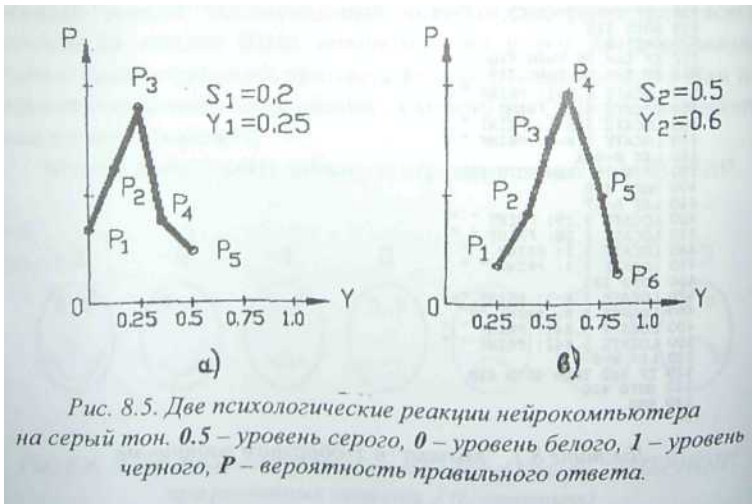 P
P3
S1=0,2
Y1=0,25
P2
P1
P4
P5
0
0.25 0.5 0.75 1.0
Y
а)
P
P4
S2=0.5
Y2=0.6
P3
P2
P5
P1
P6
0
0.25 0.5 0.75 1.0
Y
в)
Рис. 8.5. Две психологические реакции нейрокомпьютера
на серый тон. 0.5 – уровень серого, 0 – уровень белого, 1 – уровень
черного, P – вероятность правильного ответа.